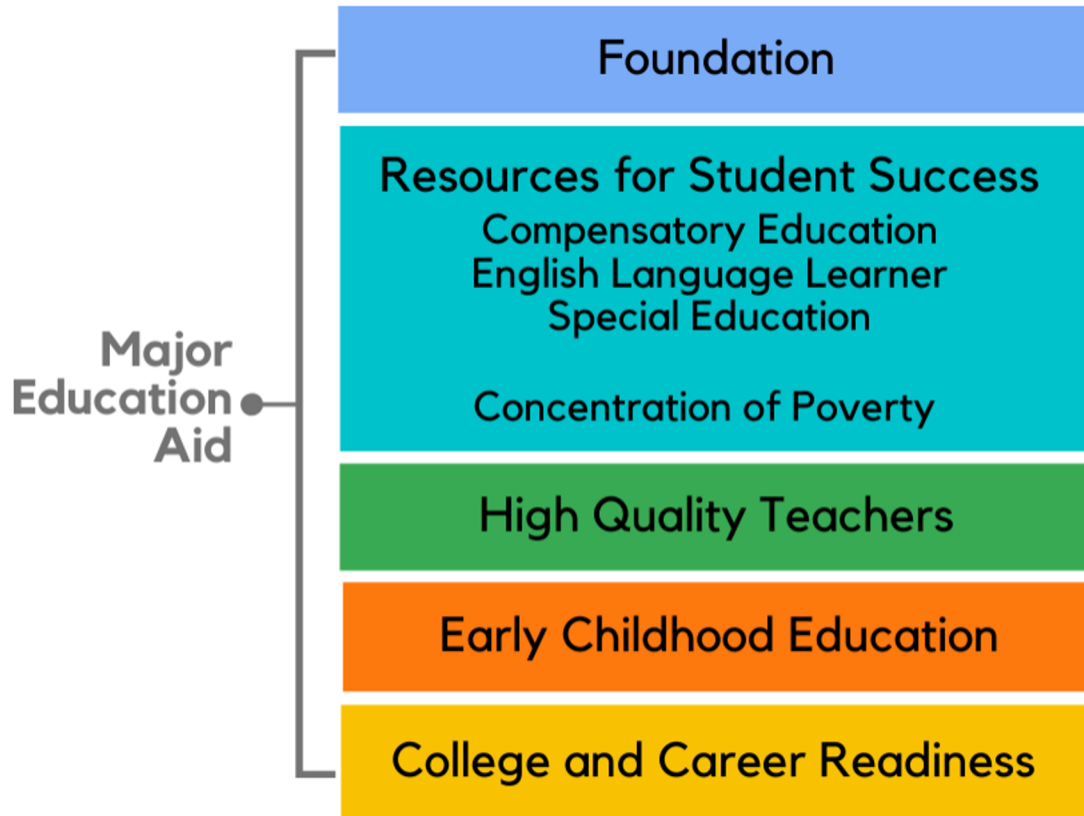 Major
Education
Aid
Foundation
Resources for Student Success
Compensatory Education
English Language Learner
Special Education
Concentration of Poverty
High Quality Teachers
Early Childhood Education
College and Career Readiness